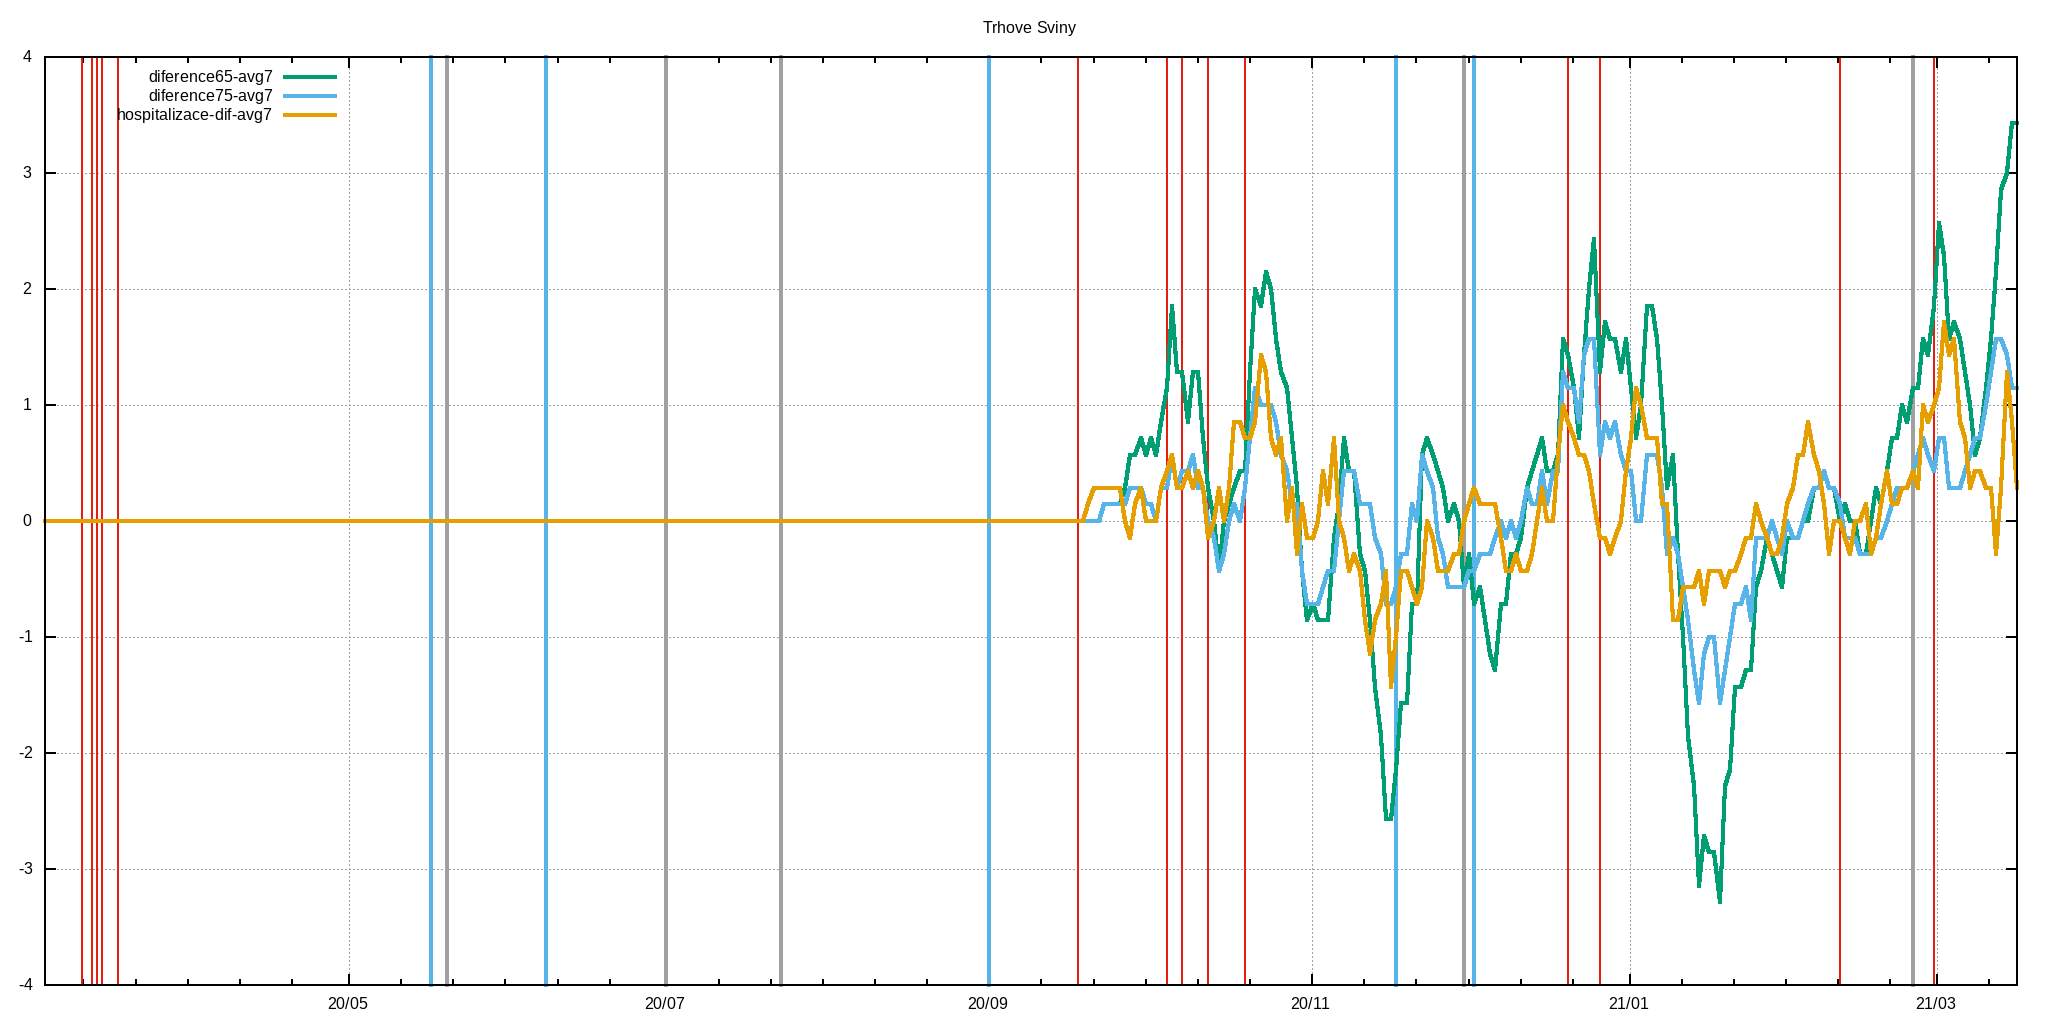 Trhove Sviny
diference65-avg7
diference75-avg7
hospitalizace-dif-avg7
4
3
2
1
0
-1
-2
-3
-4
20/05 20/07 20/09 20/11 21/01 21/03